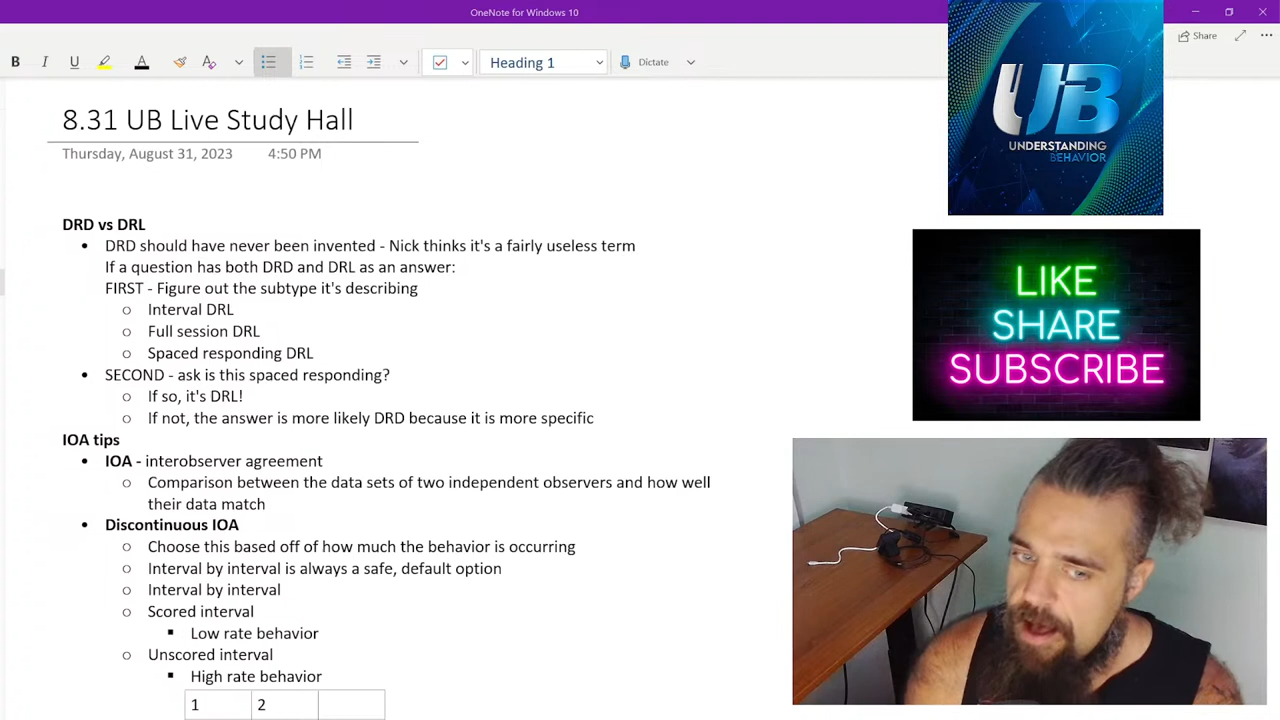 OneNote for Windows 10
Share
B I U A A Heading 1 Dictate
8.31 UB Live Study Hall
Thursday, August 31, 2023 4:50 PM
DRD vs DRL
DRD should have never been invented - Nick thinks it's a fairly useless term
If a question has both DRD and DRL as an answer:
FIRST - Figure out the subtype it's describing
Interval DRL
Full session DRL
Spaced responding DRL
SECOND - ask is this spaced responding?
If so, it's DRL!
If not, the answer is more likely DRD because it is more specific
IOA tips
IOA - interobserver agreement
Comparison between the data sets of two independent observers and how well
their data match
Discontinuous IOA
Choose this based off of how much the behavior is occurring
Interval by interval is always a safe, default option
Interval by interval
Scored interval
Low rate behavior
Unscored interval
High rate behavior
1 2
UB
UNDERSTANDING
BEHAVIOR
LIKE
SHARE
SUBSCRIBE